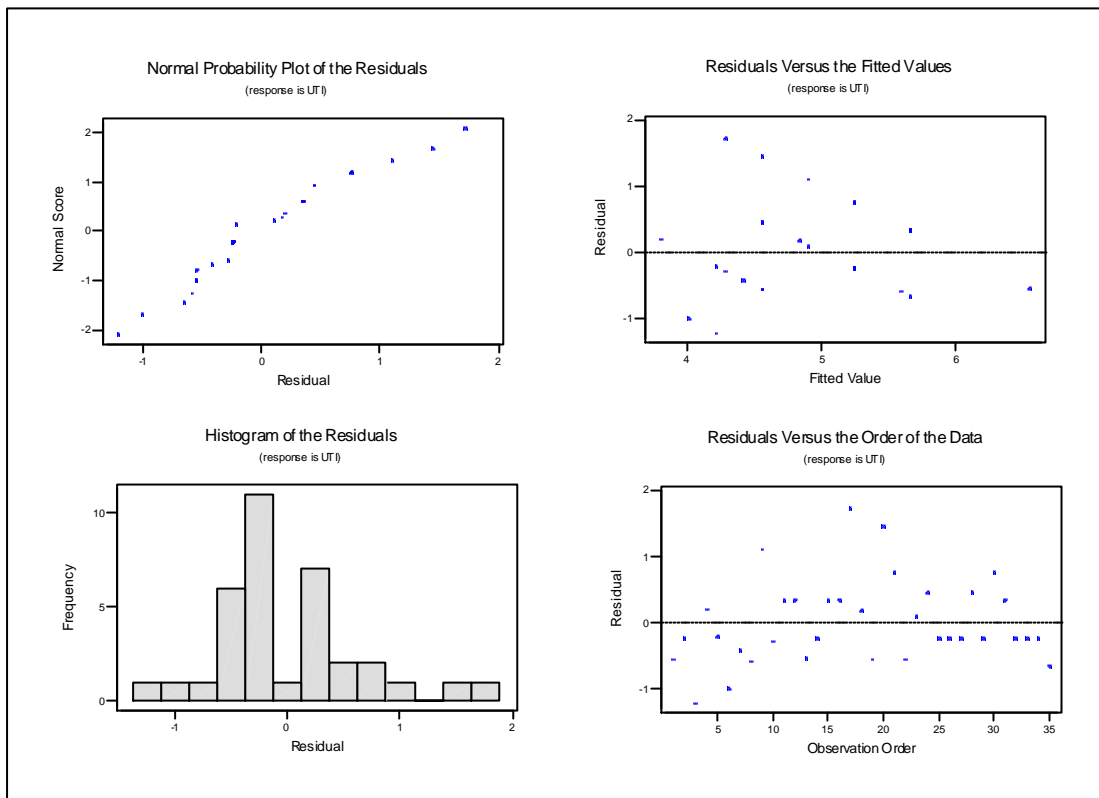 Normal Probability Plot of the Residuals
(response is UTI)
2
1
0
-1
-2
Normal Score
-1
0
1
2
Residual
Residuals Versus the Fitted Values
(response is UTI)
2
1
0
-1
Residual
4
5
6
Fitted Value
Histogram of the Residuals
(response is UTI)
10
5
0
Frequency
-1
0
1
2
Residual
Residuals Versus the Order of the Data
(response is UTI)
2
1
0
-1
Residual
5
10
15
20
25
30
35
Observation Order